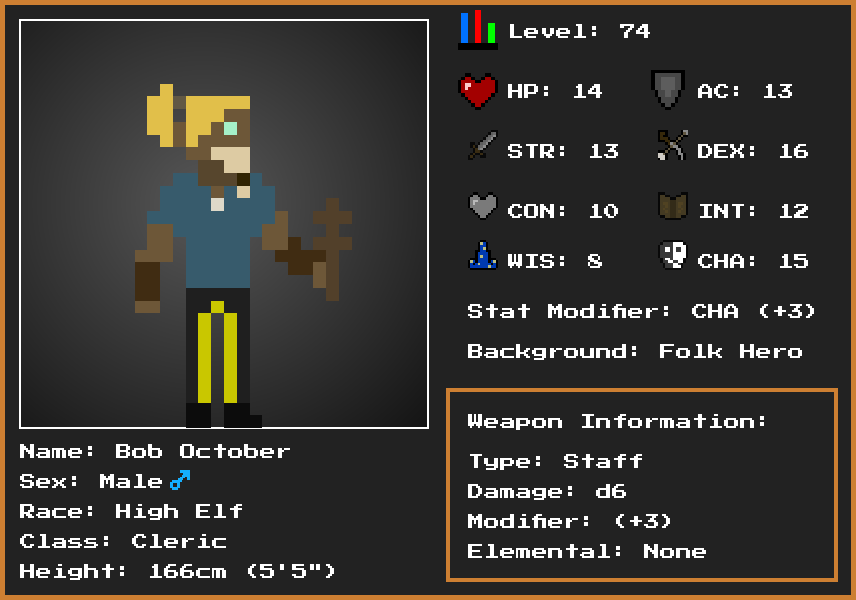 Level: 74
HP: 14 AC: 13
STR: 13 DEX: 16
CON: 10 INT: 12
WIS: 8 CHA: 15
Stat Modifier: CHA (+3)
Background: Folk Hero
Weapon Information:
Type: Staff
Damage: d6
Modifier: (+3)
Elemental: None
Name: Bob October
Sex: Male ♂
Race: High Elf
Class: Cleric
Height: 166cm (5'5")